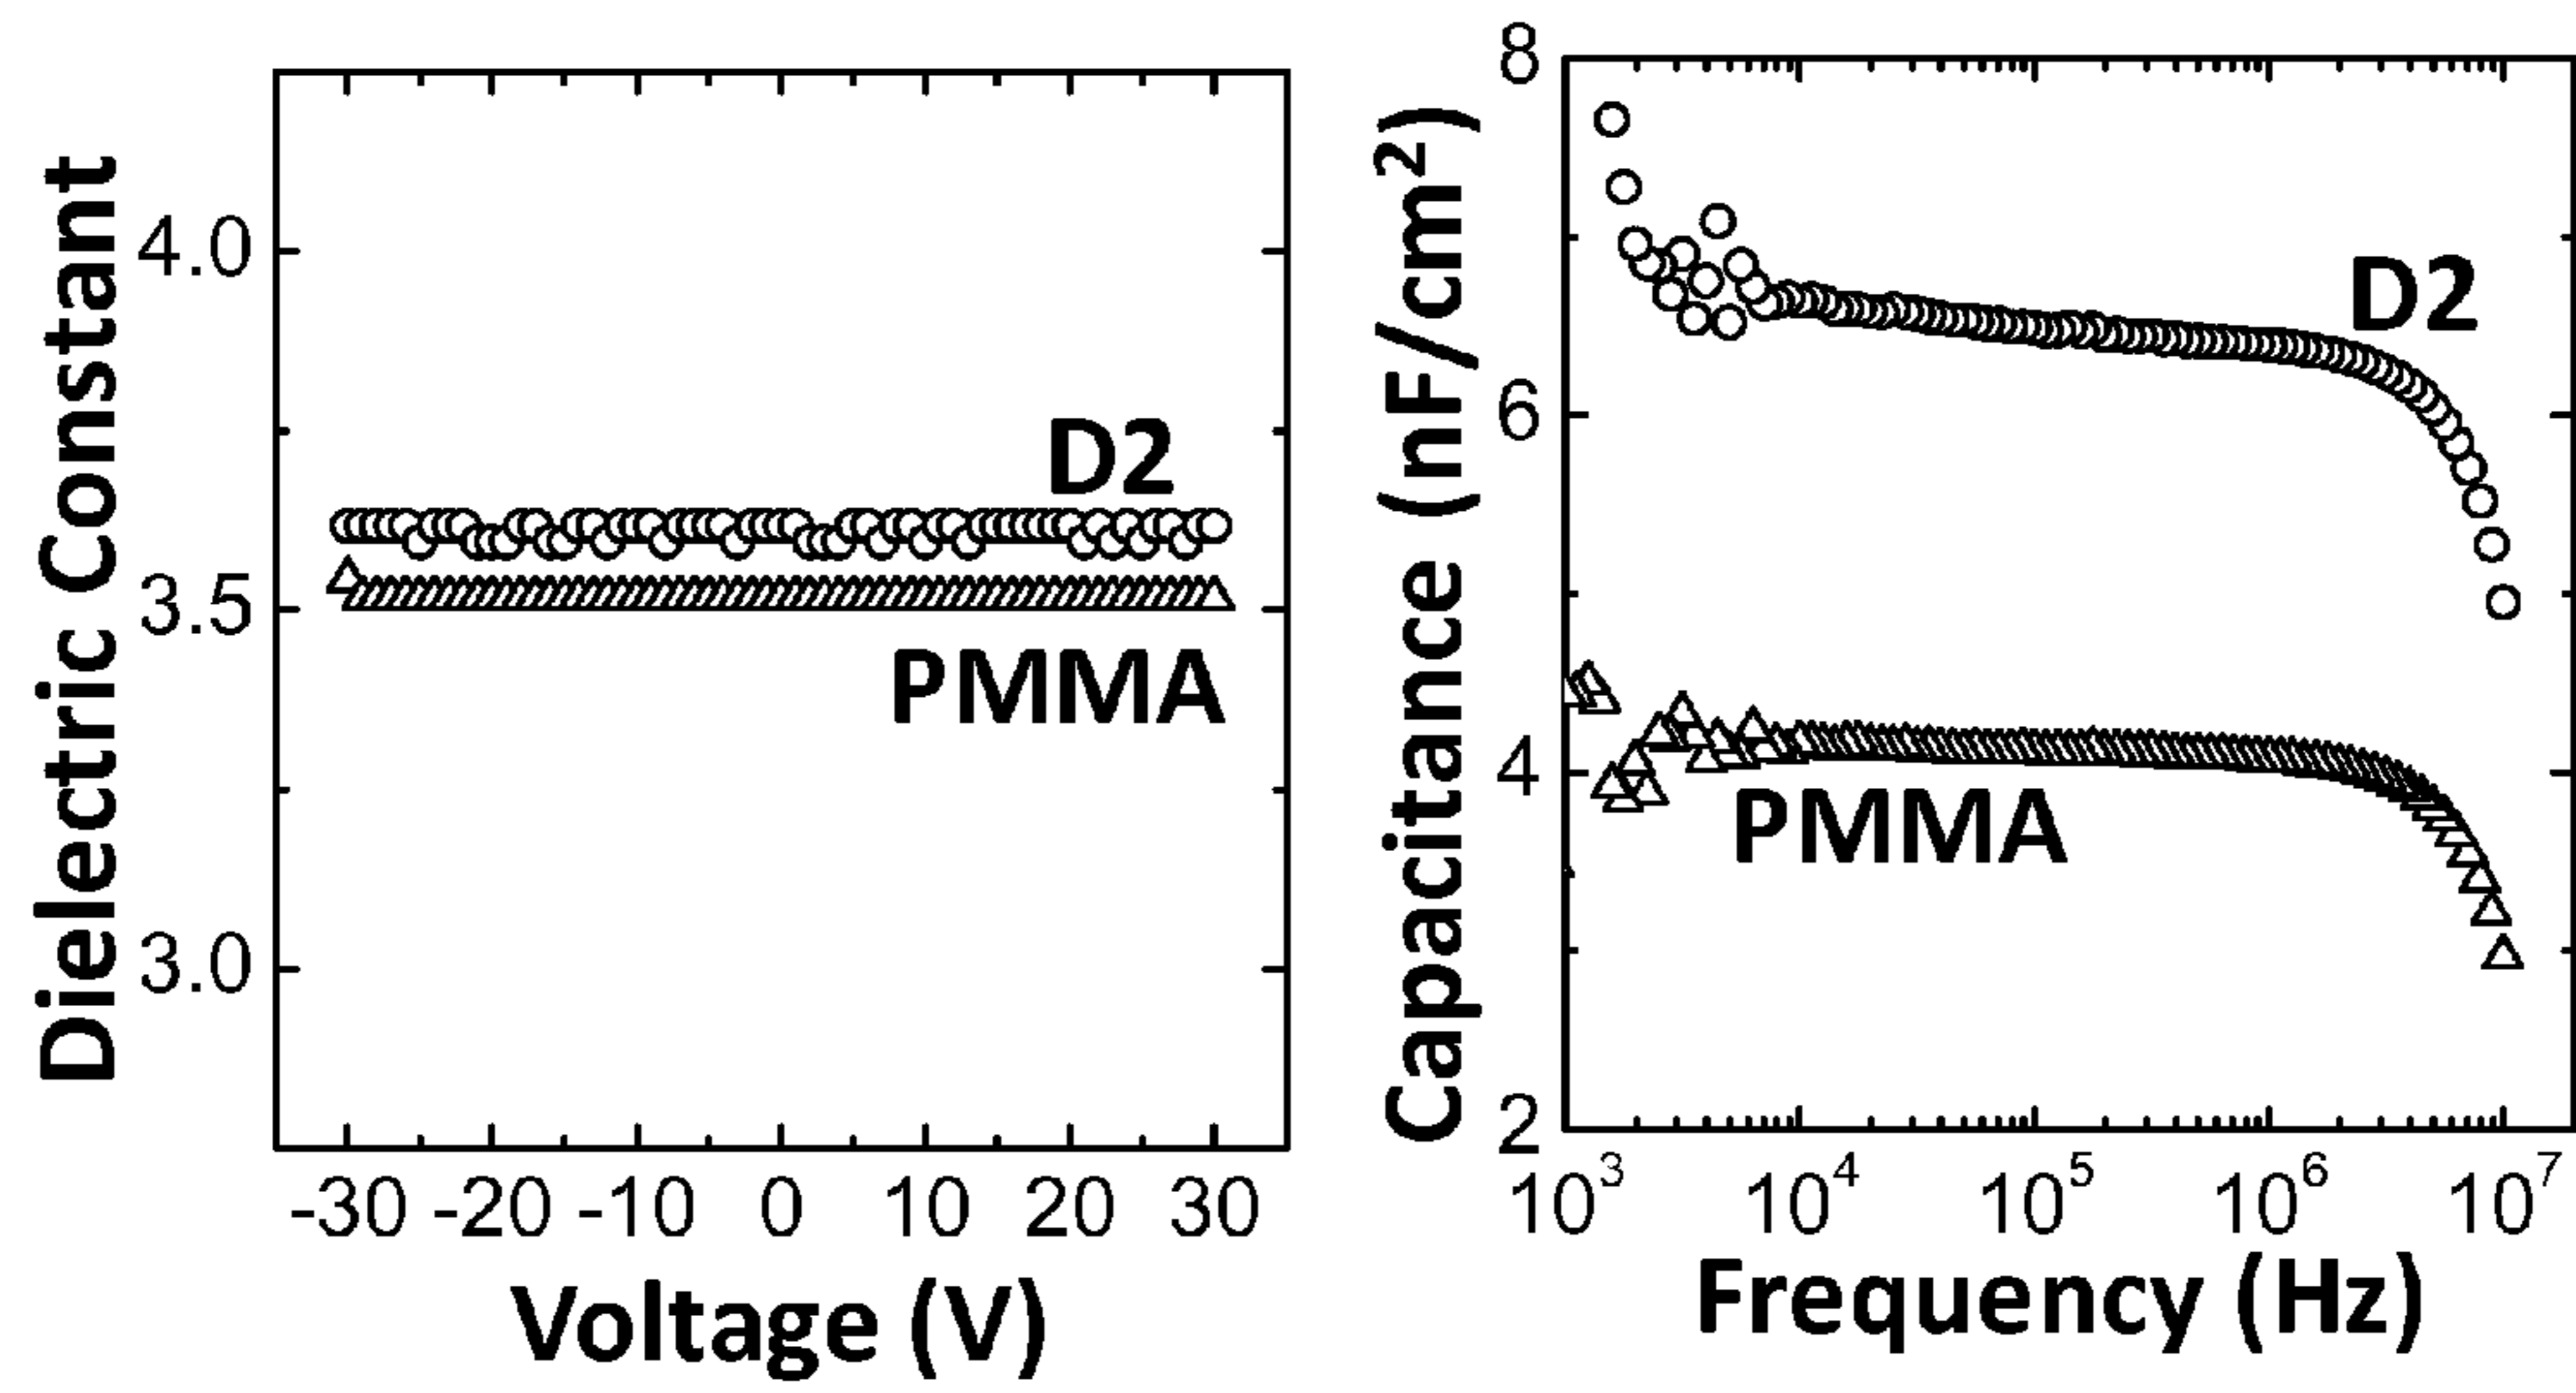 Dielectric Constant
4.0
3.5
3.0
D2
PMMA
-30 -20 -10 0 10 20 30
Voltage (V)
Capacitance (nF/cm²)
8
6
4
2
D2
PMMA
10³ 10⁴ 10⁵ 10⁶ 10⁷
Frequency (Hz)